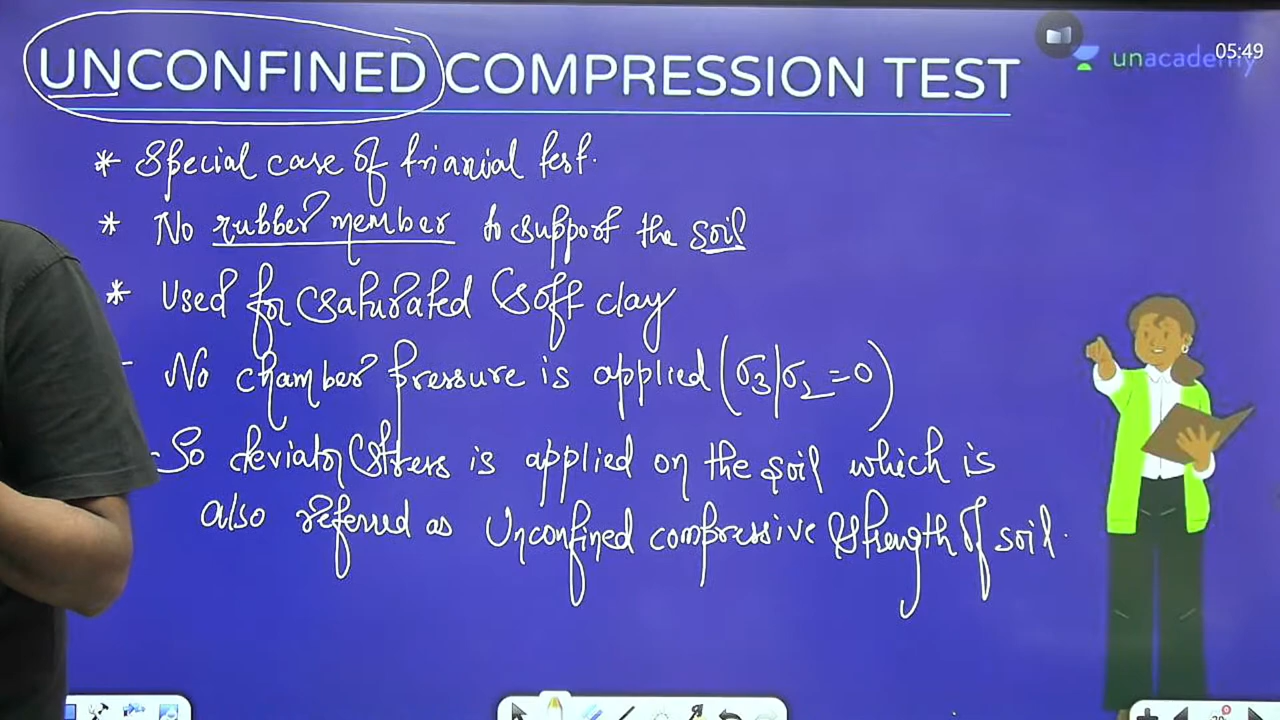 UNCONFINED COMPRESSION TEST
unacademy
05:49
* Special case of triaxial test.
* No rubber member to support the soil
* Used for saturated soft clay
- No chamber pressure is applied (σ3/σ2 = 0)
- So deviator stress is applied on the soil which is
also referred as Unconfined compressive strength of soil.